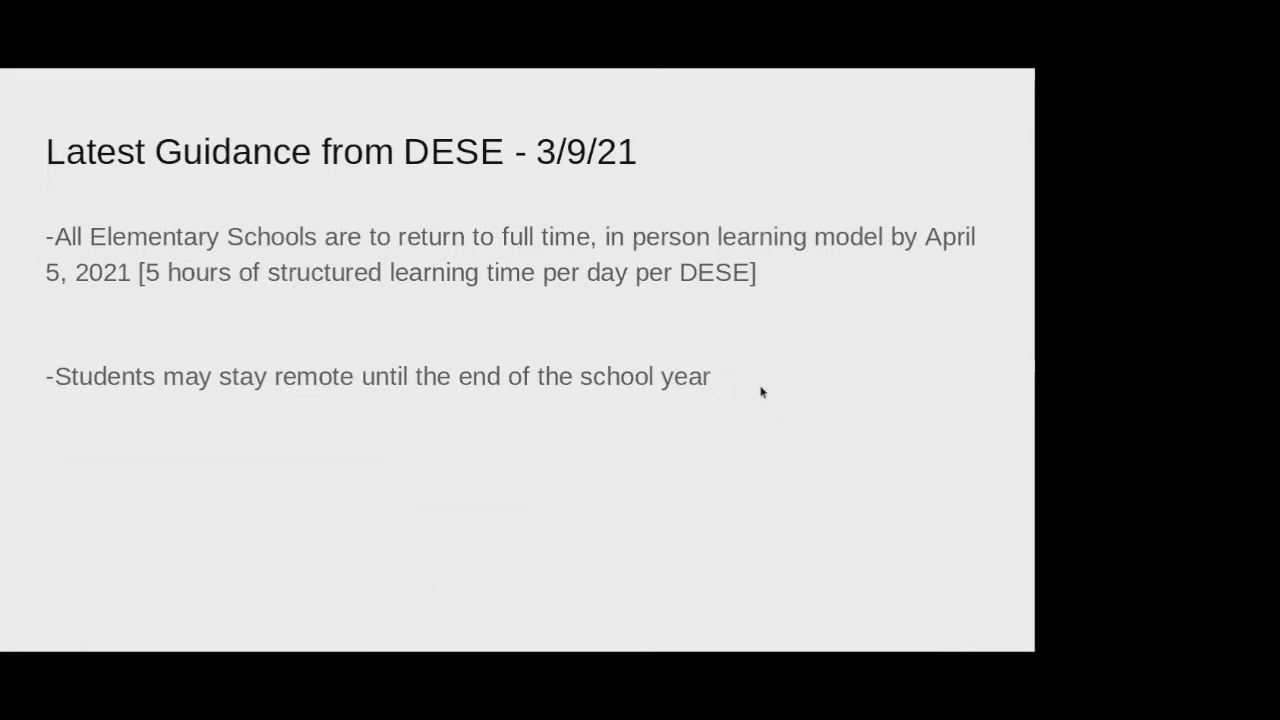 Latest Guidance from DESE - 3/9/21
-All Elementary Schools are to return to full time, in person learning model by April
5, 2021 [5 hours of structured learning time per day per DESE]
-Students may stay remote until the end of the school year